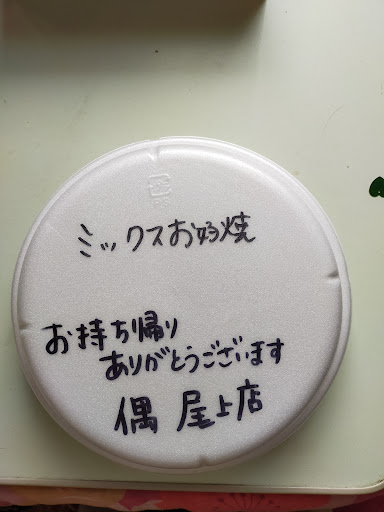 ミックスお好焼
お持ち帰り
ありがとうございます
偶 屋上店